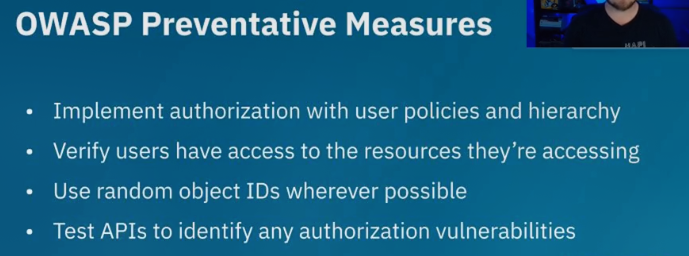 OWASP Preventative Measures
• Implement authorization with user policies and hierarchy
• Verify users have access to the resources they're accessing
• Use random object IDs wherever possible
• Test APIs to identify any authorization vulnerabilities